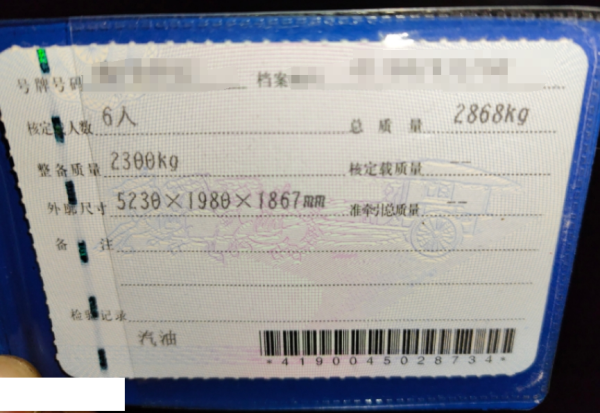 号牌号码 档案
核定载人数 6人 总质量 2868kg
整备质量 2300kg 核定载质量 --
外廓尺寸 5230×1980×1867mm 准牵引总质量 --
备注
检验记录
汽油
*4190045028734*